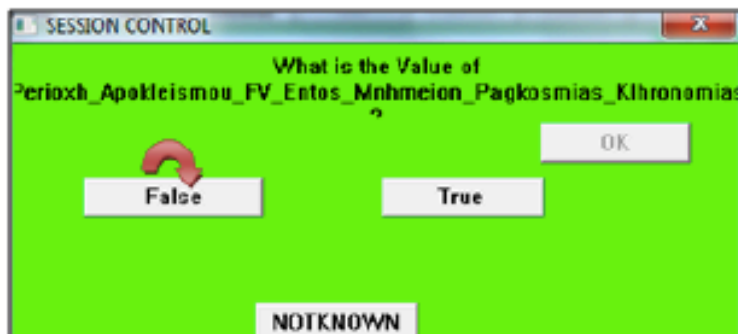 SESSION CONTROL
What is the Value of
Perioxh_Apokleismou_FV_Entos_Mnhmeion_Pagkosmias_Klhronomias
?
OK
False
True
NOTKNOWN